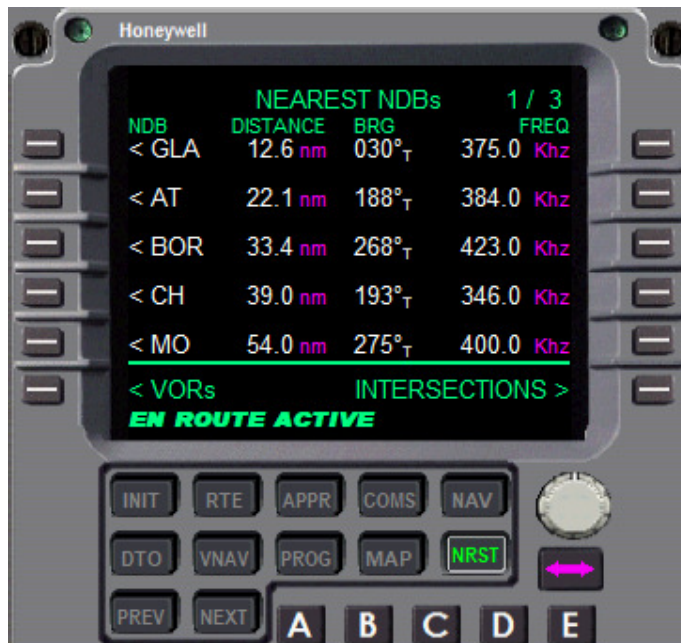 Honeywell
NEAREST NDBs 1 / 3
NDB DISTANCE BRG FREQ
< GLA 12.6 nm 030°T 375.0 Khz
< AT 22.1 nm 188°T 384.0 Khz
< BOR 33.4 nm 268°T 423.0 Khz
< CH 39.0 nm 193°T 346.0 Khz
< MO 54.0 nm 275°T 400.0 Khz
< VORs INTERSECTIONS >
EN ROUTE ACTIVE
INIT RTE APPR COMS NAV
DTO VNAV PROG MAP NRST
PREV NEXT A B C D E